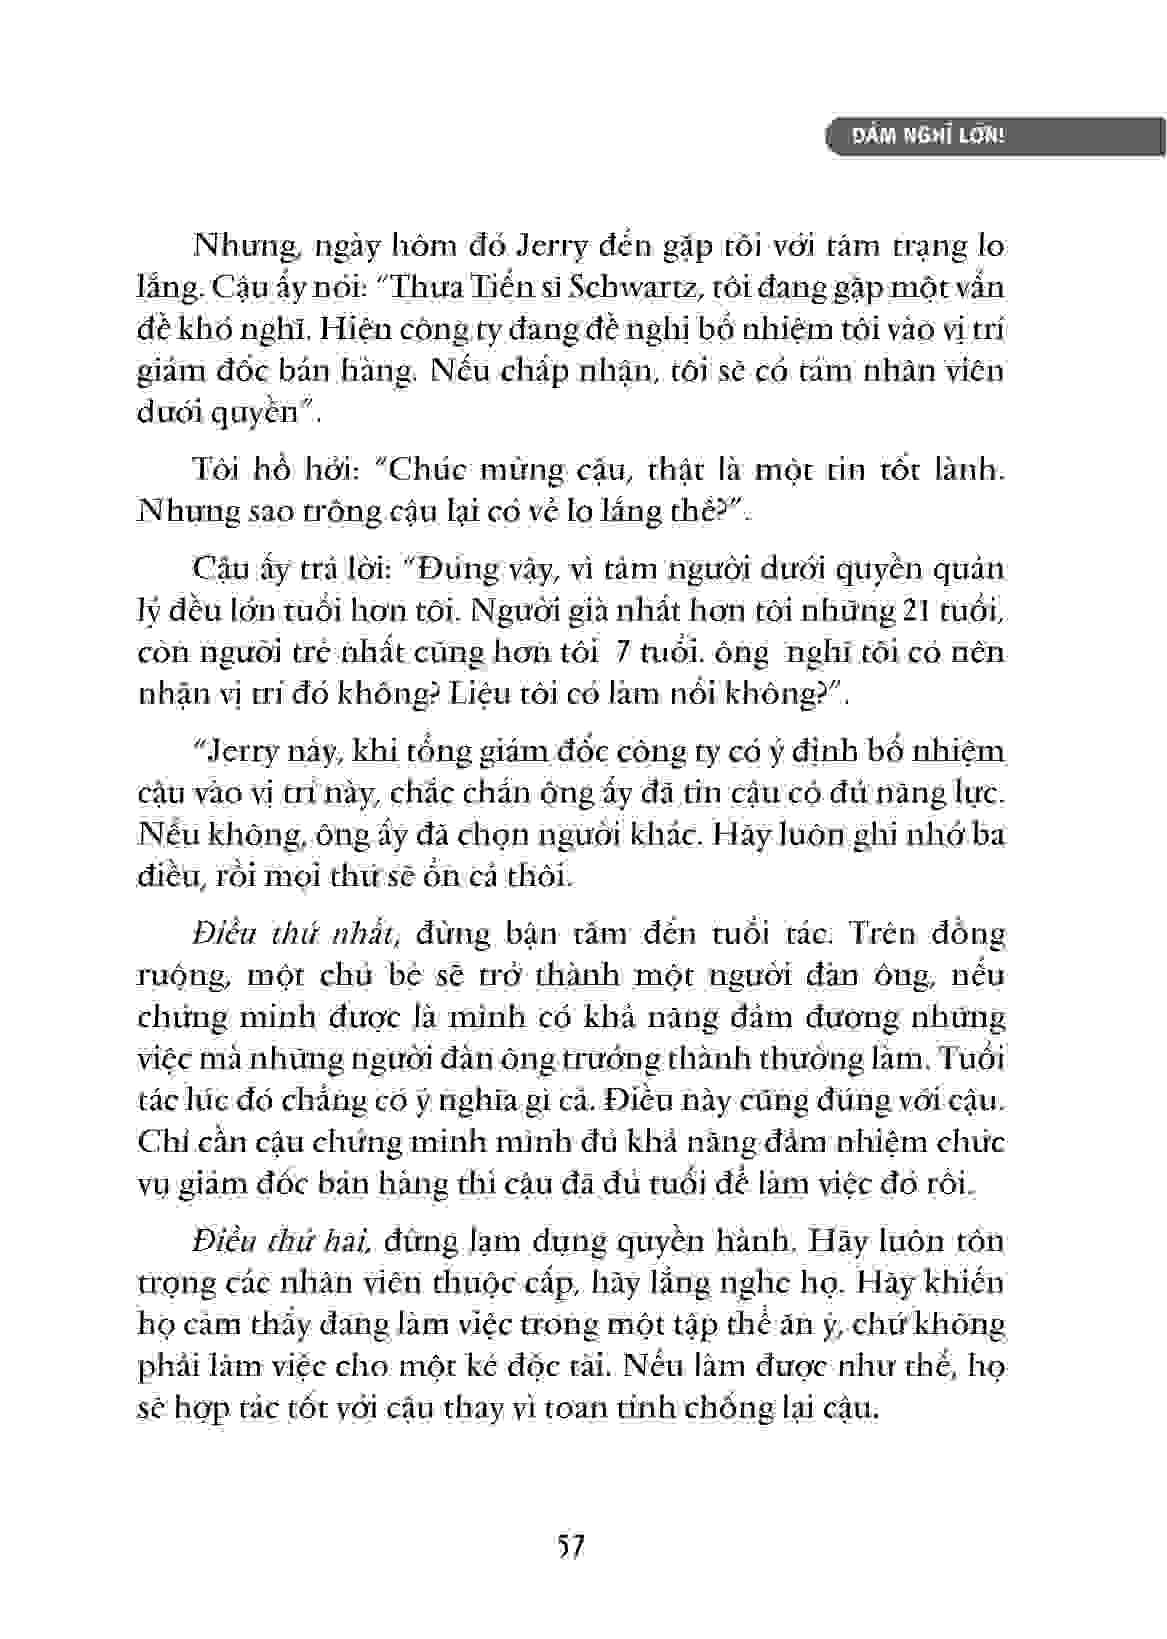 DÁM NGHĨ LỚN!
Nhưng, ngày hôm đó Jerry đến gặp tôi với tâm trạng lo
lắng. Cậu ấy nói: “Thưa Tiến sĩ Schwartz, tôi đang gặp một vấn
đề khó nghĩ. Hiện công ty đang đề nghị bổ nhiệm tôi vào vị trí
giám đốc bán hàng. Nếu chấp nhận, tôi sẽ có tám nhân viên
dưới quyền”.
Tôi hồ hởi: “Chúc mừng cậu, thật là một tin tốt lành.
Nhưng sao trông cậu lại có vẻ lo lắng thế?”.
Cậu ấy trả lời: “Đúng vậy, vì tám người dưới quyền quản
lý đều lớn tuổi hơn tôi. Người già nhất hơn tôi những 21 tuổi,
còn người trẻ nhất cũng hơn tôi 7 tuổi. ông nghĩ tôi có nên
nhận vị trí đó không? Liệu tôi có làm nổi không?”.
“Jerry này, khi tổng giám đốc công ty có ý định bổ nhiệm
cậu vào vị trí này, chắc chắn ông ấy đã tin cậu có đủ năng lực.
Nếu không, ông ấy đã chọn người khác. Hãy luôn ghi nhớ ba
điều, rồi mọi thứ sẽ ổn cả thôi.
Điều thứ nhất, đừng bận tâm đến tuổi tác. Trên đồng
ruộng, một chú bé sẽ trở thành một người đàn ông, nếu
chứng minh được là mình có khả năng đảm đương những
việc mà những người đàn ông trưởng thành thường làm. Tuổi
tác lúc đó chẳng có ý nghĩa gì cả. Điều này cũng đúng với cậu.
Chỉ cần cậu chứng minh mình đủ khả năng đảm nhiệm chức
vụ giám đốc bán hàng thì cậu đã đủ tuổi để làm việc đó rồi.
Điều thứ hai, đừng lạm dụng quyền hành. Hãy luôn tôn
trọng các nhân viên thuộc cấp, hãy lắng nghe họ. Hãy khiến
họ cảm thấy đang làm việc trong một tập thể ăn ý, chứ không
phải làm việc cho một kẻ độc tài. Nếu làm được như thế, họ
sẽ hợp tác tốt với cậu thay vì toan tính chống lại cậu.
57